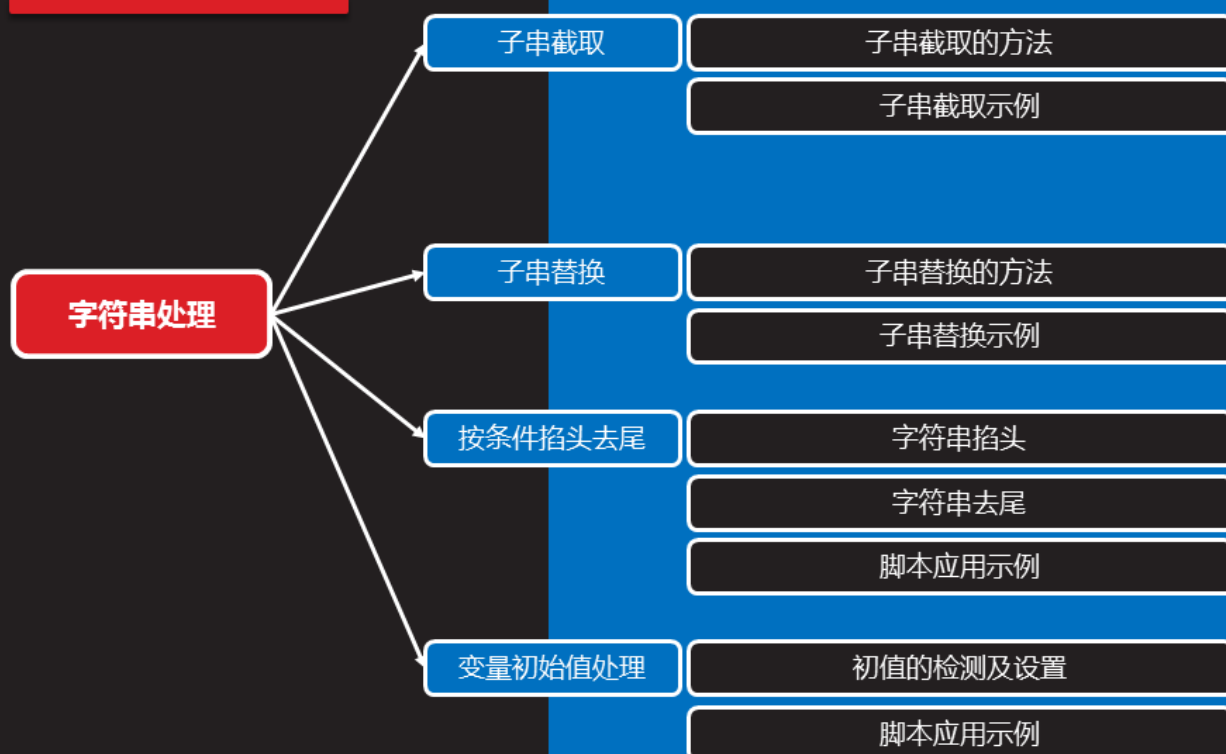 字符串处理
子串截取
子串截取的方法
子串截取示例
子串替换
子串替换的方法
子串替换示例
按条件掐头去尾
字符串掐头
字符串去尾
脚本应用示例
变量初始值处理
初值的检测及设置
脚本应用示例